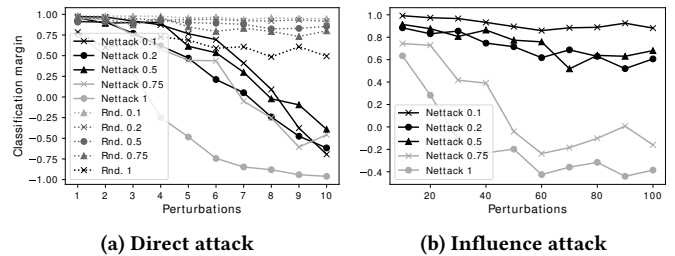 1.00
0.75
0.50
0.25
0.00
−0.25
−0.50
−0.75
−1.00
Classification margin
Nettack 0.1
Nettack 0.2
Nettack 0.5
Nettack 0.75
Nettack 1
Rnd. 0.1
Rnd. 0.2
Rnd. 0.5
Rnd. 0.75
Rnd. 1
1 2 3 4 5 6 7 8 9 10
Perturbations
(a) Direct attack
1.0
0.8
0.6
0.4
0.2
0.0
−0.2
−0.4
Nettack 0.1
Nettack 0.2
Nettack 0.5
Nettack 0.75
Nettack 1
20 40 60 80 100
Perturbations
(b) Influence attack